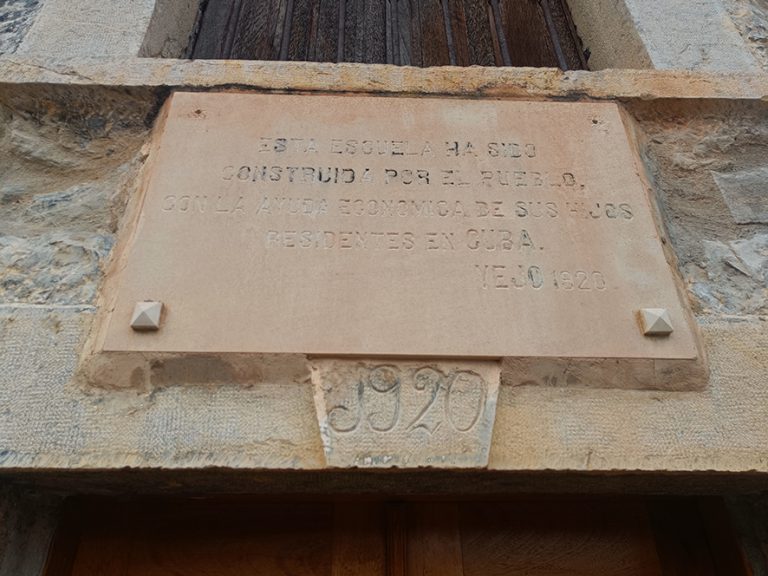 ESTA ESCUELA HA SIDO
CONSTRUIDA POR EL PUEBLO,
CON LA AYUDA ECONOMICA DE SUS HIJOS
RESIDENTES EN CUBA.
VEJO 1920.
1920